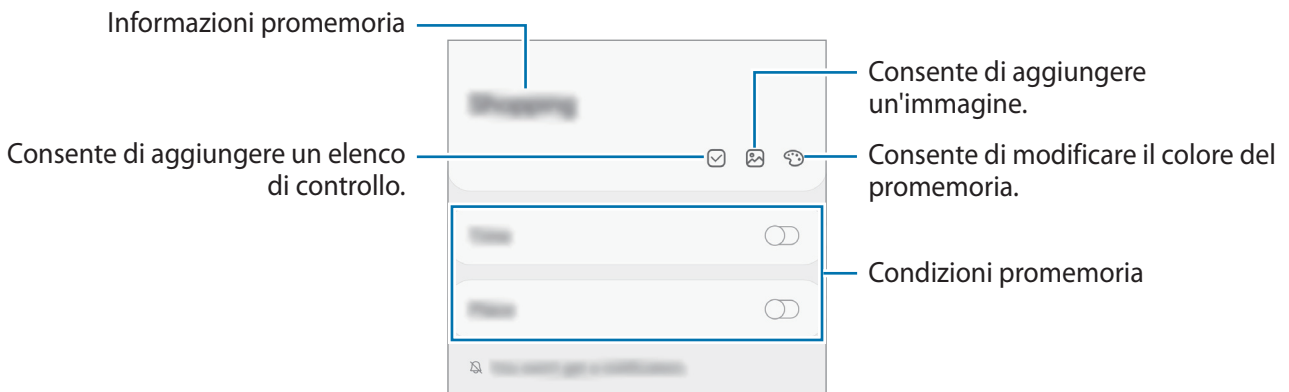 Informazioni promemoria
Consente di aggiungere
un'immagine.
Consente di aggiungere un elenco
di controllo.
Consente di modificare il colore del
promemoria.
Condizioni promemoria